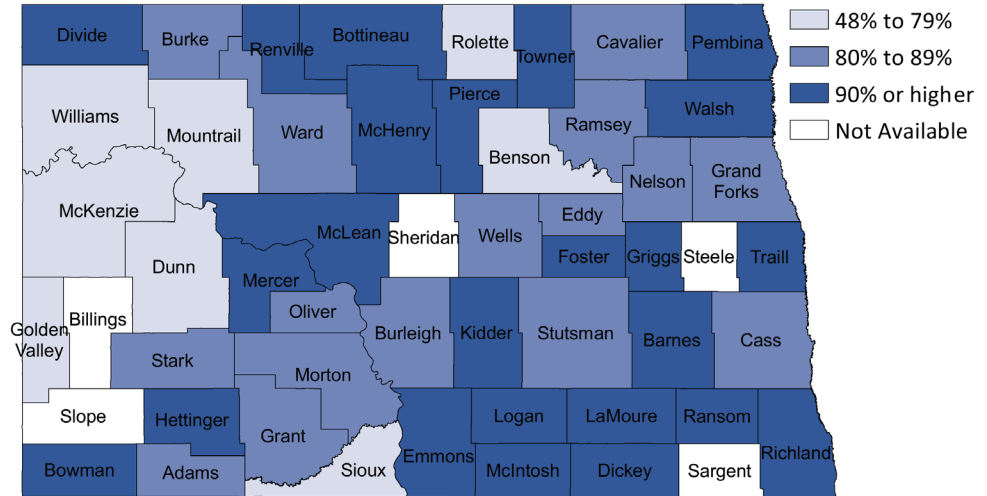 Divide
Burke
Renville
Bottineau
Rolette
Towner
Cavalier
Pembina
48% to 79%
80% to 89%
90% or higher
Not Available
Williams
Mountrail
Ward
McHenry
Pierce
Benson
Ramsey
Walsh
Nelson
Grand
Forks
McKenzie
Dunn
McLean
Sheridan
Wells
Eddy
Foster
Griggs
Steele
Traill
Mercer
Oliver
Golden
Valley
Billings
Stark
Morton
Burleigh
Kidder
Stutsman
Barnes
Cass
Slope
Hettinger
Grant
Logan
LaMoure
Ransom
Bowman
Adams
Sioux
Emmons
McIntosh
Dickey
Sargent
Richland